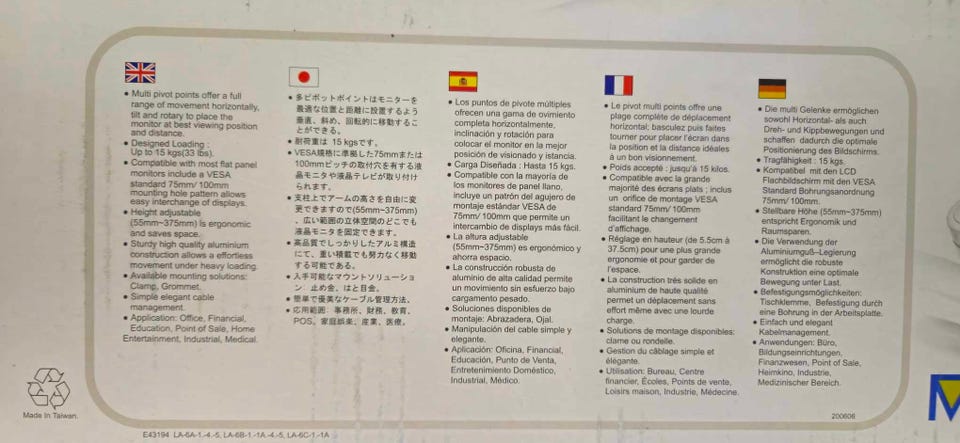 • Multi pivot points offer a full
range of movement horizontally,
tilt and rotary to place the
monitor at best viewing position
and distance.
• Designed Loading :
Up to 15 kgs(33 lbs).
• Compatible with most flat panel
monitors include a VESA
standard 75mm/ 100mm
mounting hole pattern allows
easy interchange of displays.
• Height adjustable
(55mm~375mm) is ergonomic
and saves space.
• Sturdy high quality aluminium
construction allows a effortless
movement under heavy loading.
• Available mounting solutions:
Clamp, Grommet.
• Simple elegant cable
management.
• Application: Office, Financial,
Education, Point of Sale, Home
Entertainment, Industrial, Medical.
• 多ピボットポイントはモニターを
最適な位置と距離に設置するよう
垂直、斜め、回転的に移動するこ
とができる。
• 耐荷重は 15 kgsです。
• VESA規格に準拠した75mmまたは
100mmピッチの取付穴を有する液
晶モニタや液晶テレビが取り付け
られます。
• 支柱上でアームの高さを自由に変
更できますので(55mm~375mm)
、広い範囲の立体空間のどこでも
液晶モニタを固定できます。
• 高品質でしっかりしたアルミ構造
にて、重い積載でも努力なく移動
する可能である。
• 入手可能なマウントソリューショ
ン：止め金、はと目金。
• 簡単で優美なケーブル管理方法。
• 応用範囲：事務所、財務、教育、
POS、家庭娯楽、産業、医療。
• Los puntos de pivote múltiples
ofrecen una gama de ovimiento
completa horizontalmente,
inclinación y rotación para
colocar el monitor en la mejor
posición de visionado y istancia.
• Carga Diseñada : Hasta 15 kgs.
• Compatible con la mayoría de
los monitores de panel llano,
incluye un patrón del agujero de
montaje estándar VESA de
75mm/ 100mm que permite un
intercambio de displays más fácil.
• La altura adjustable
(55mm~375mm) es ergonómico y
ahorra espacio.
• La construcción robusta de
aluminio de alta calidad permite
un movimiento sin esfuerzo bajo
cargamento pesado.
• Soluciones disponibles de
montaje: Abrazadera, Ojal.
• Manipulación del cable simple y
elegante.
• Aplicación: Oficina, Financial,
Educación, Punto de Venta,
Entretenimiento Doméstico,
Industrial, Médico.
• Le pivot multi points offre une
plage complète de déplacement
horizontal; basculez puis faites
tourner pour placer l'écran dans
la position et la distance idéales
à un bon visionnement.
• Poids accepté : jusqu'à 15 kilos.
• Compatible avec la grande
majorité des écrans plats ; inclus
un orifice de montage VESA
standard 75mm/ 100mm
facilitant le changement
d'affichage.
• Réglage en hauteur (de 5.5cm à
37.5cm) pour une plus grande
ergonomie et pour garder de
l'espace.
• La construction très solide en
aluminium de haute qualité
permet un déplacement sans
effort même avec une lourde
charge.
• Solutions de montage disponibles:
clame ou rondelle.
• Gestion du câblage simple et
élégante.
• Utilisation: Bureau, Centre
financier, Écoles, Points de vente,
Loisirs maison, Industrie, Médecine.
• Die multi Gelenke ermöglichen
sowohl Horizontal- als auch
Dreh- und Kippbewegungen und
schaffen dadurch die optimale
Positionierung des Bildschirms.
• Tragfähigkeit : 15 kgs.
• Kompatibel mit den LCD
Flachbildschirm mit den VESA
Standard Bohrungsanordnung
75mm/ 100mm.
• Stellbare Höhe (55mm~375mm)
entspricht Ergonomie und
Raumsparen.
• Die Verwendung der
Aluminiumguß-Legierung
ermöglicht die robuste
Konstruktion eine optimale
Bewegung unter Last.
• Befestigungsmöglichkeiten:
Tischklemme, Befestigung durch
eine Bohrung in der Arbeitsplatte.
• Einfach und elegant
Kabelmanagement.
• Anwendungen: Büro,
Bildungseinrichtungen,
Finanzwesen, Point of Sale,
Heimkino, Industrie,
Medizinischer Bereich.
Made In Taiwan.
200606
E43194 LA-6A-1.-4.-5, LA-6B-1.-1A.-4.-5, LA-6C-1.-1A